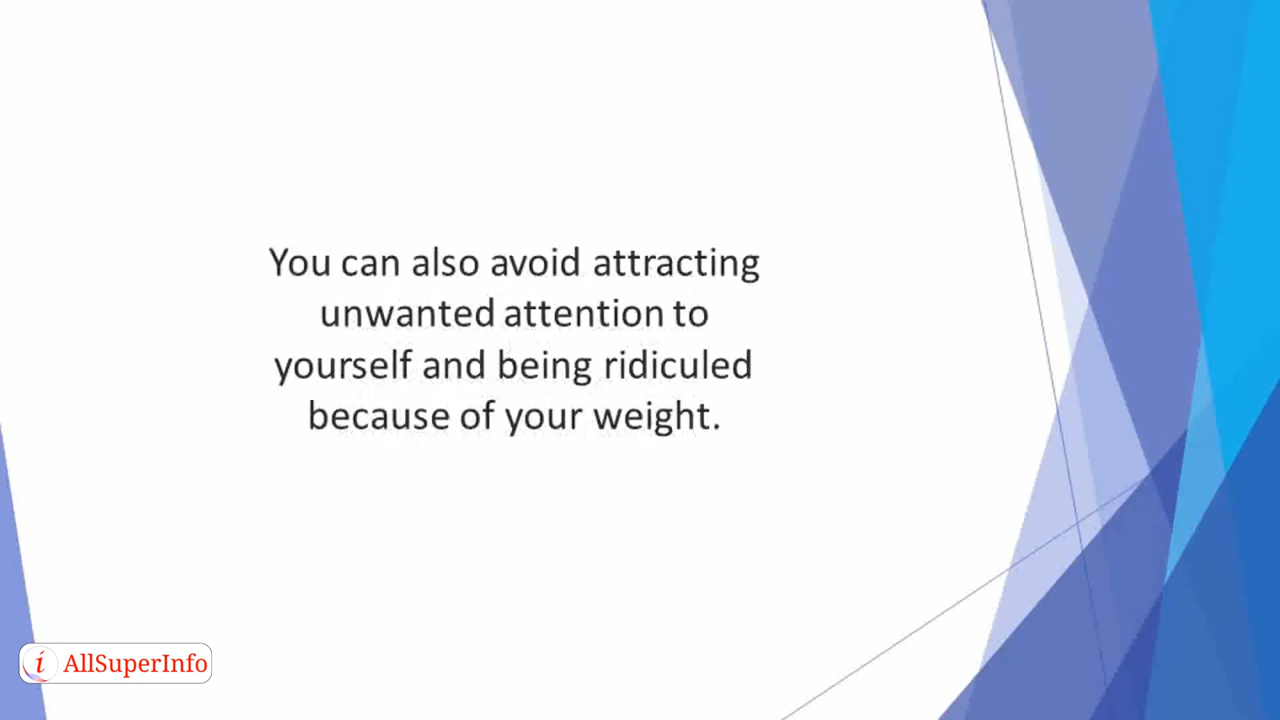 You can also avoid attracting
unwanted attention to
yourself and being ridiculed
because of your weight.
i AllSuperInfo